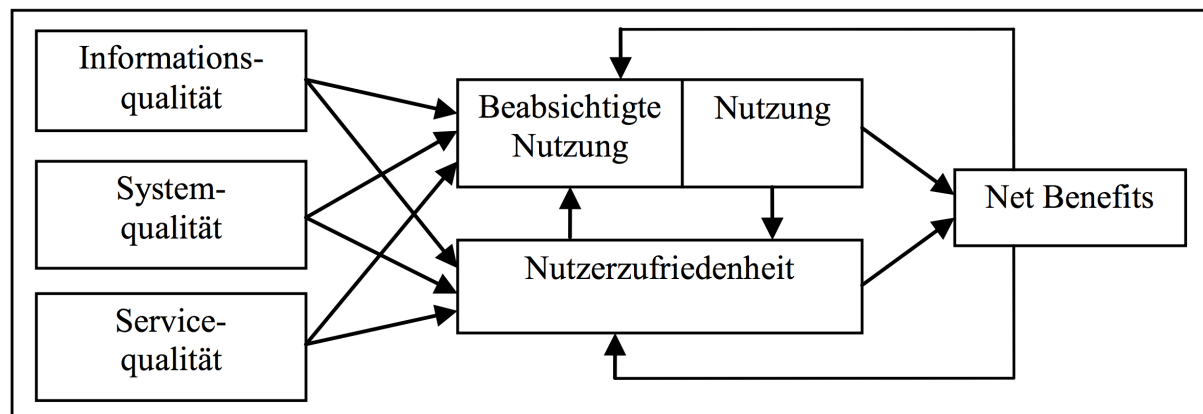 Informations-
qualität
System-
qualität
Service-
qualität
Beabsichtigte
Nutzung
Nutzung
Nutzerzufriedenheit
Net Benefits